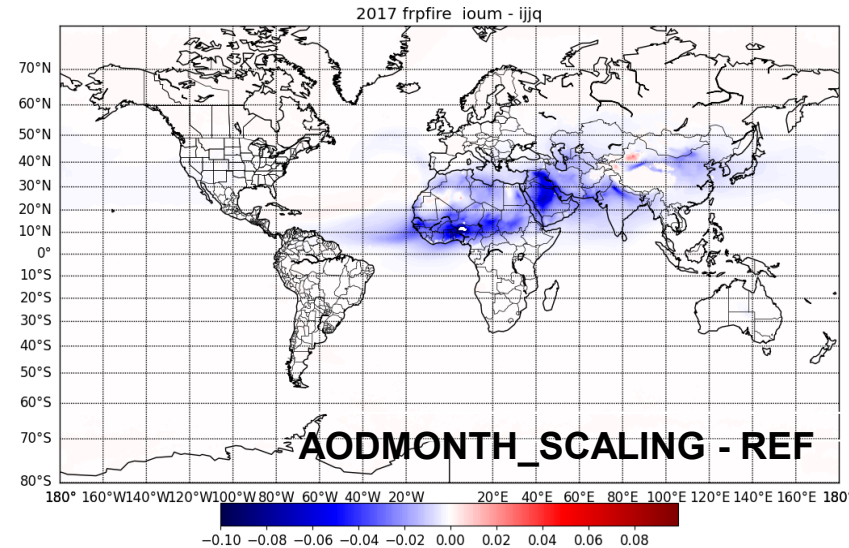 2017 frpfire ioum - ijjq
70°N
60°N
50°N
40°N
30°N
20°N
10°N
0°
10°S
20°S
30°S
40°S
50°S
60°S
70°S
80°S
AODMONTH_SCALING - REF
180° 160°W 140°W 120°W 100°W 80°W 60°W 40°W 20°W 20°E 40°E 60°E 80°E 100°E 120°E 140°E 160°E 180°
−0.10 −0.08 −0.06 −0.04 −0.02 0.00 0.02 0.04 0.06 0.08